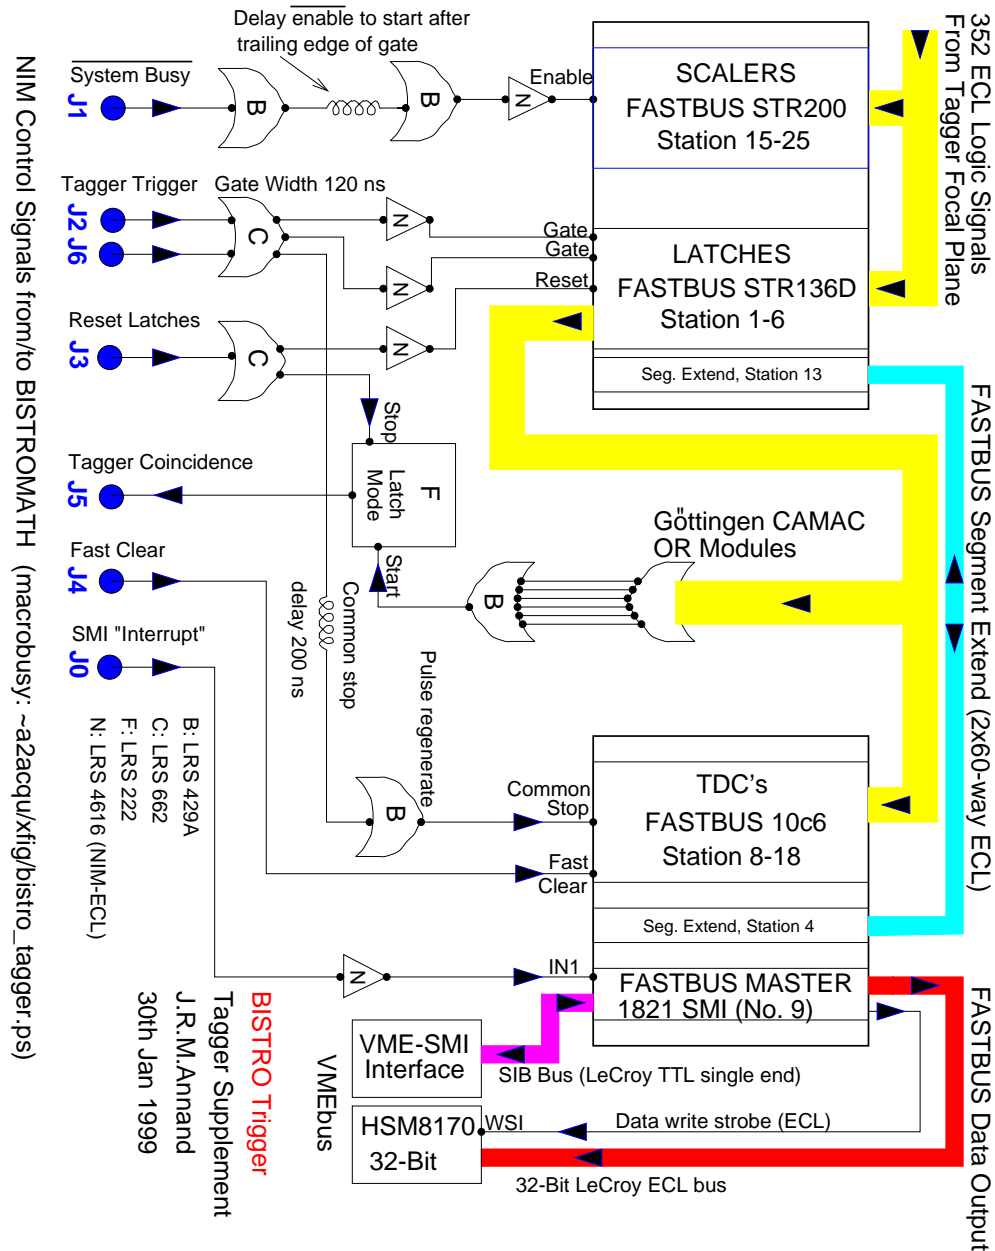 Delay enable to start after
trailing edge of gate
352 ECL Logic Signals
From Tagger Focal Plane
System Busy
J1
B
B
N
Enable
SCALERS
FASTBUS STR200
Station 15-25
Tagger Trigger
Gate Width 120 ns
J2
J6
C
N
N
Gate
Gate
Reset
LATCHES
FASTBUS STR136D
Station 1-6
Reset Latches
J3
C
N
Seg. Extend, Station 13
Stop
F
Latch
Mode
Start
Tagger Coincidence
J5
Göttingen CAMAC
OR Modules
B
Fast Clear
J4
Common stop
delay 200 ns
SMI "Interrupt"
J0
Pulse regenerate
B
Common
Stop
Fast
Clear
TDC's
FASTBUS 10c6
Station 8-18
Seg. Extend, Station 4
N
IN1
FASTBUS MASTER
1821 SMI (No. 9)
VME-SMI
Interface
SIB Bus (LeCroy TTL single end)
VMEbus
HSM8170
32-Bit
WSI
Data write strobe (ECL)
32-Bit LeCroy ECL bus
FASTBUS Segment Extend (2x60-way ECL)
FASTBUS Data Output
B: LRS 429A
C: LRS 662
F: LRS 222
N: LRS 4616 (NIM-ECL)
BISTRO Trigger
Tagger Supplement
J.R.M.Annand
30th Jan 1999
NIM Control Signals from/to BISTROMATH (macrobusy: ~a2acqu/xfig/bistro_tagger.ps)